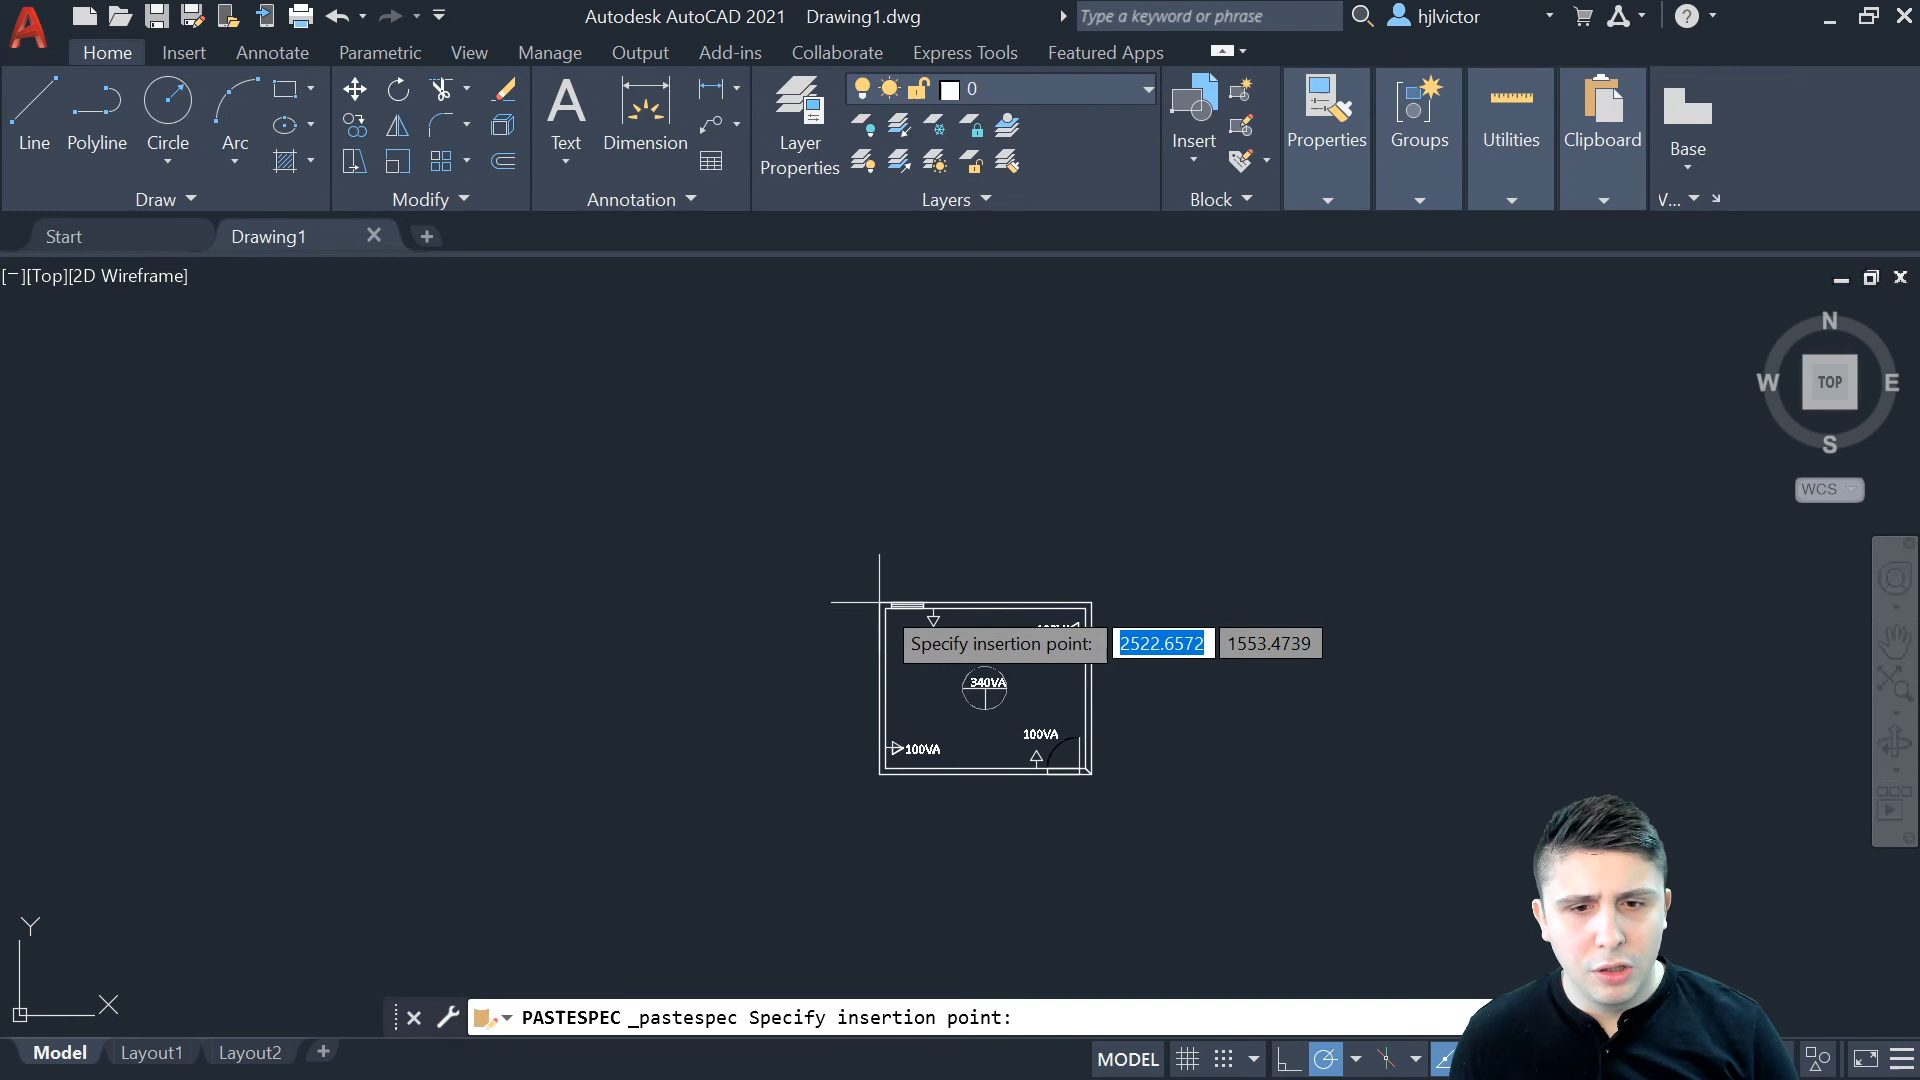 Autodesk AutoCAD 2021 Drawing1.dwg
Type a keyword or phrase
hjlvictor
Home Insert Annotate Parametric View Manage Output Add-ins Collaborate Express Tools Featured Apps
0
Line Polyline Circle Arc
Text Dimension
Layer Properties
Insert
Properties
Groups
Utilities
Clipboard
Base
Draw
Modify
Annotation
Layers
Block
V...
Start
Drawing1
[−][Top][2D Wireframe]
N
W TOP E
S
WCS
Specify insertion point: 2522.6572 1553.4739
340VA
100VA
100VA
Y
X
PASTESPEC _pastespec Specify insertion point:
Model Layout1 Layout2
MODEL